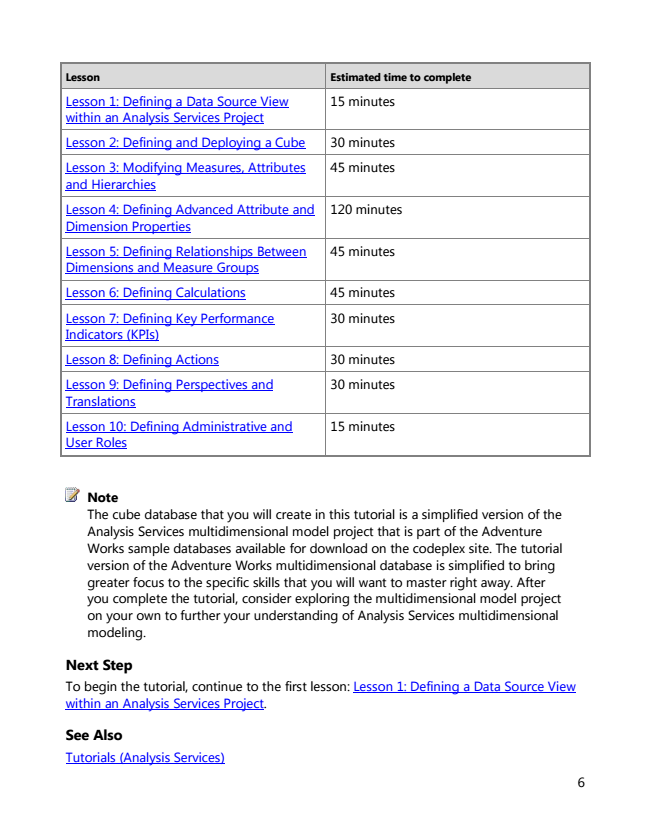 Lesson
Estimated time to complete
Lesson 1: Defining a Data Source View
within an Analysis Services Project
15 minutes
Lesson 2: Defining and Deploying a Cube
30 minutes
Lesson 3: Modifying Measures, Attributes
and Hierarchies
45 minutes
Lesson 4: Defining Advanced Attribute and
Dimension Properties
120 minutes
Lesson 5: Defining Relationships Between
Dimensions and Measure Groups
45 minutes
Lesson 6: Defining Calculations
45 minutes
Lesson 7: Defining Key Performance
Indicators (KPIs)
30 minutes
Lesson 8: Defining Actions
30 minutes
Lesson 9: Defining Perspectives and
Translations
30 minutes
Lesson 10: Defining Administrative and
User Roles
15 minutes
Note
The cube database that you will create in this tutorial is a simplified version of the
Analysis Services multidimensional model project that is part of the Adventure
Works sample databases available for download on the codeplex site. The tutorial
version of the Adventure Works multidimensional database is simplified to bring
greater focus to the specific skills that you will want to master right away. After
you complete the tutorial, consider exploring the multidimensional model project
on your own to further your understanding of Analysis Services multidimensional
modeling.
Next Step
To begin the tutorial, continue to the first lesson: Lesson 1: Defining a Data Source View
within an Analysis Services Project.
See Also
Tutorials (Analysis Services)
6